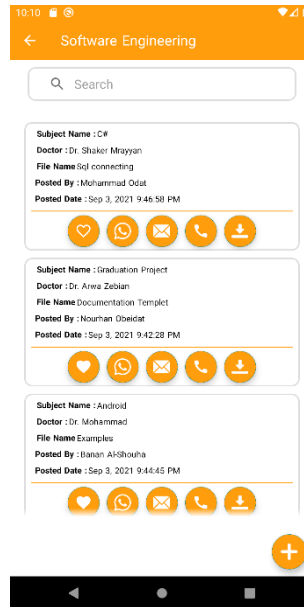 10:10
Software Engineering
Search
Subject Name : C#
Doctor : Dr. Shaker Mrayyan
File Name Sql connecting
Posted By : Mohammad Odat
Posted Date : Sep 3, 2021 9:46:58 PM
Subject Name : Graduation Project
Doctor : Dr. Arwa Zebian
File Name Documentation Templet
Posted By : Nourhan Obeidat
Posted Date : Sep 3, 2021 9:42:28 PM
Subject Name : Android
Doctor : Dr. Mohammad
File Name Examples
Posted By : Banan Al-Shouha
Posted Date : Sep 3, 2021 9:44:45 PM